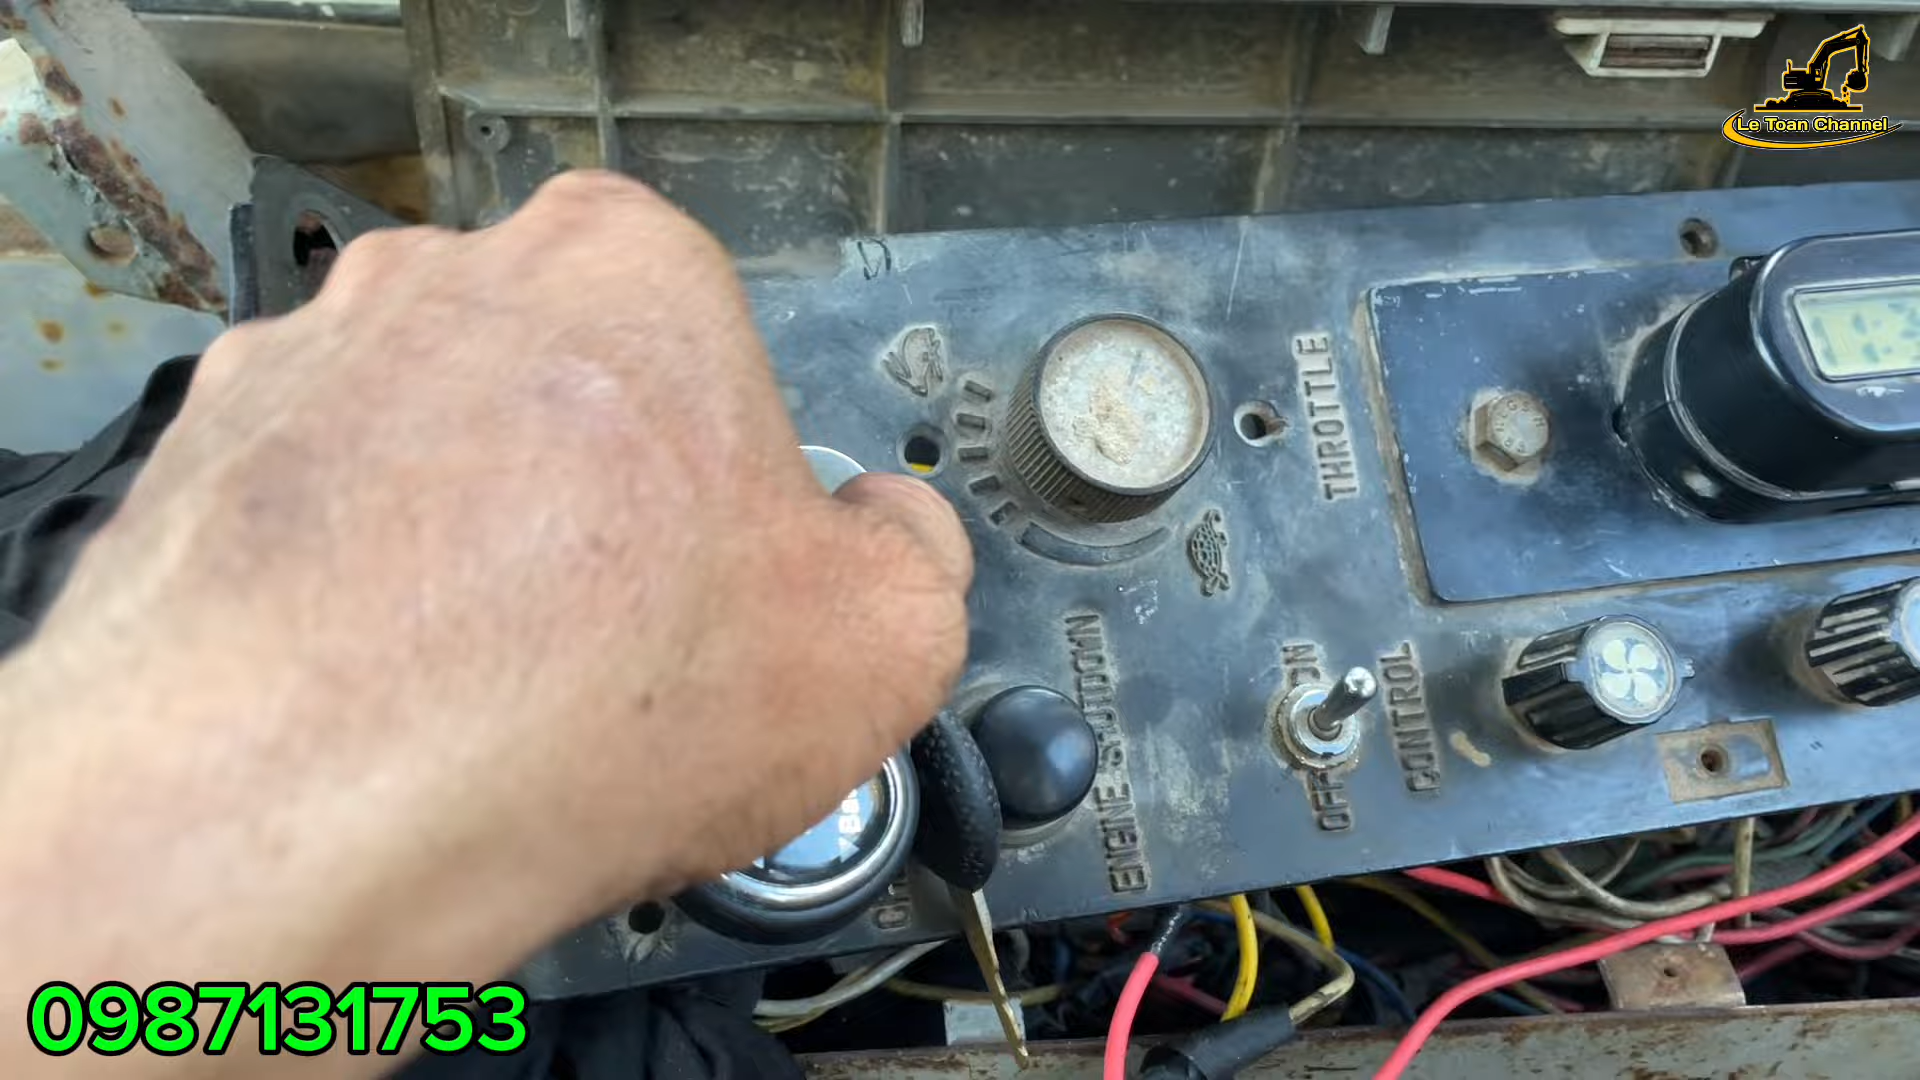 Le Toan Channel
THROTTLE
ENGINE SHUTDOWN
ON
OFF
CONTROL
0987131753